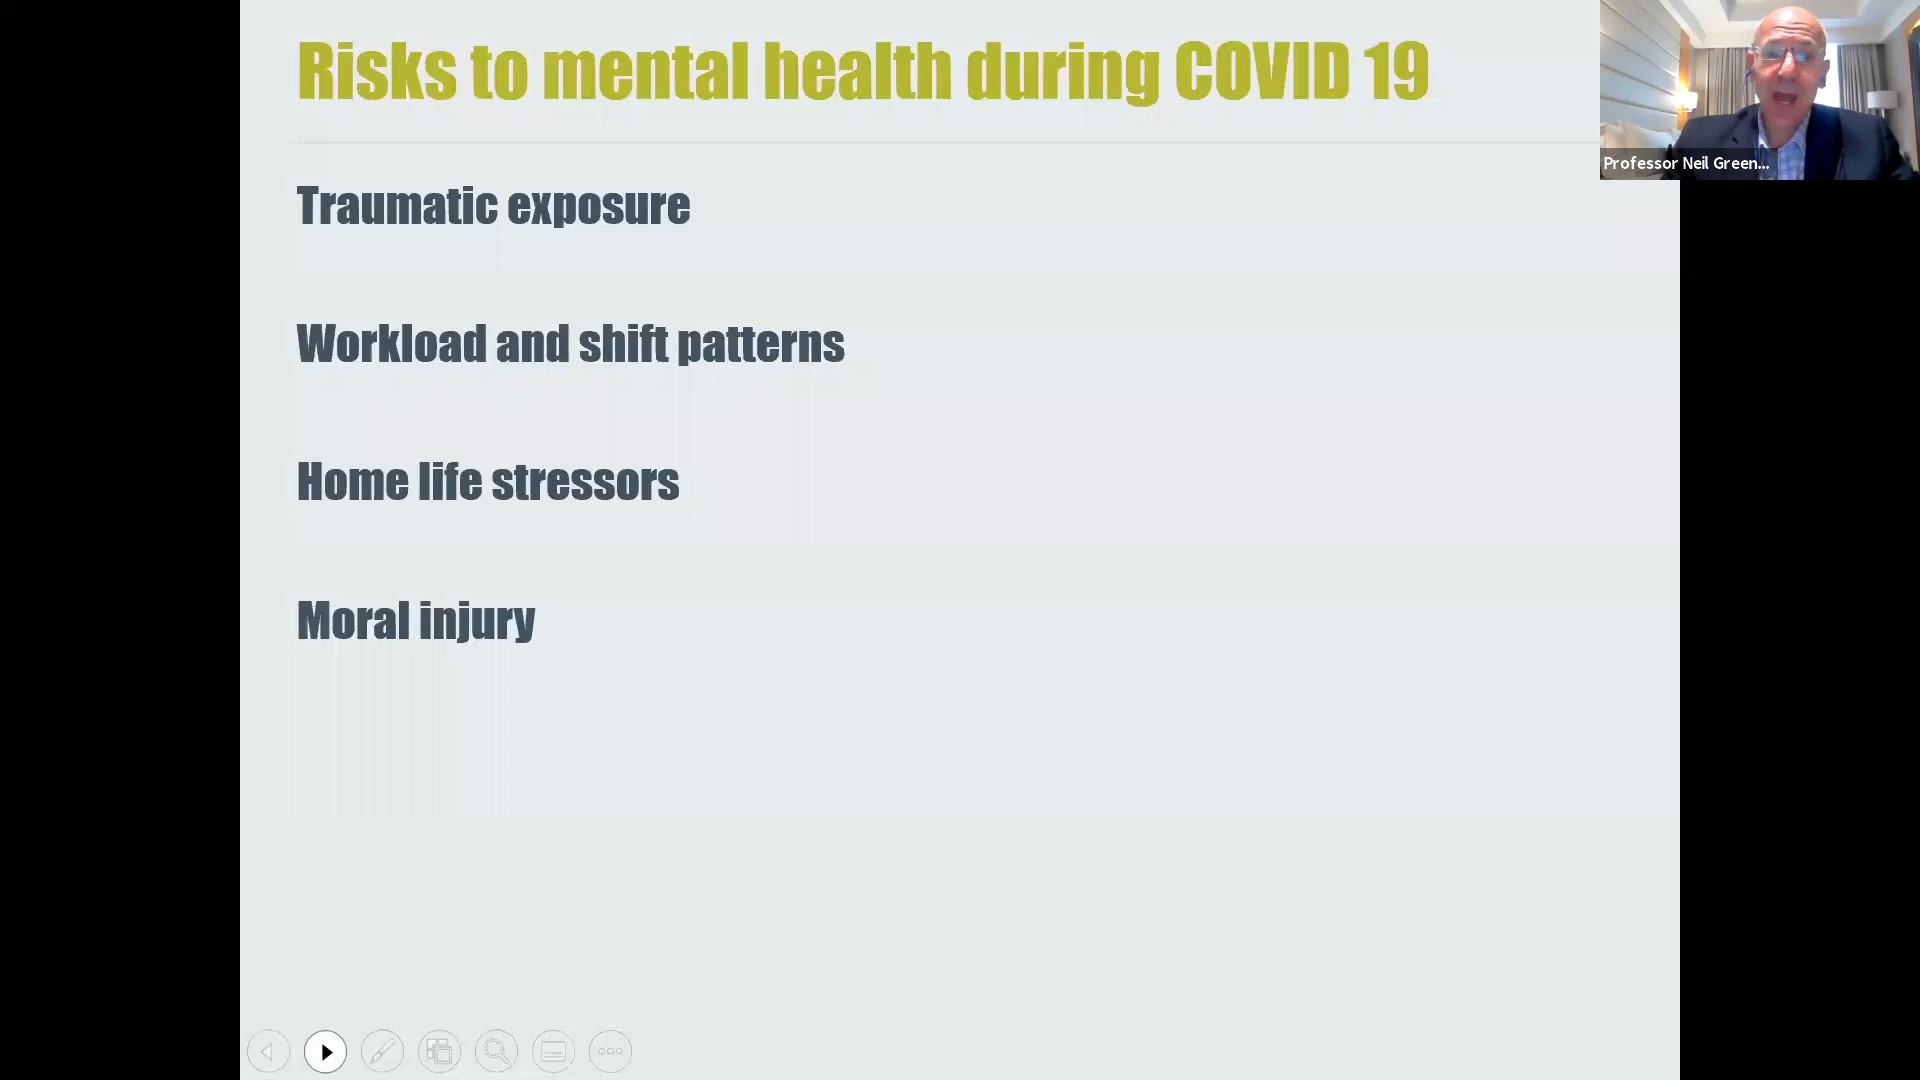 Risks to mental health during COVID 19
Professor Neil Green...
Traumatic exposure
Workload and shift patterns
Home life stressors
Moral injury